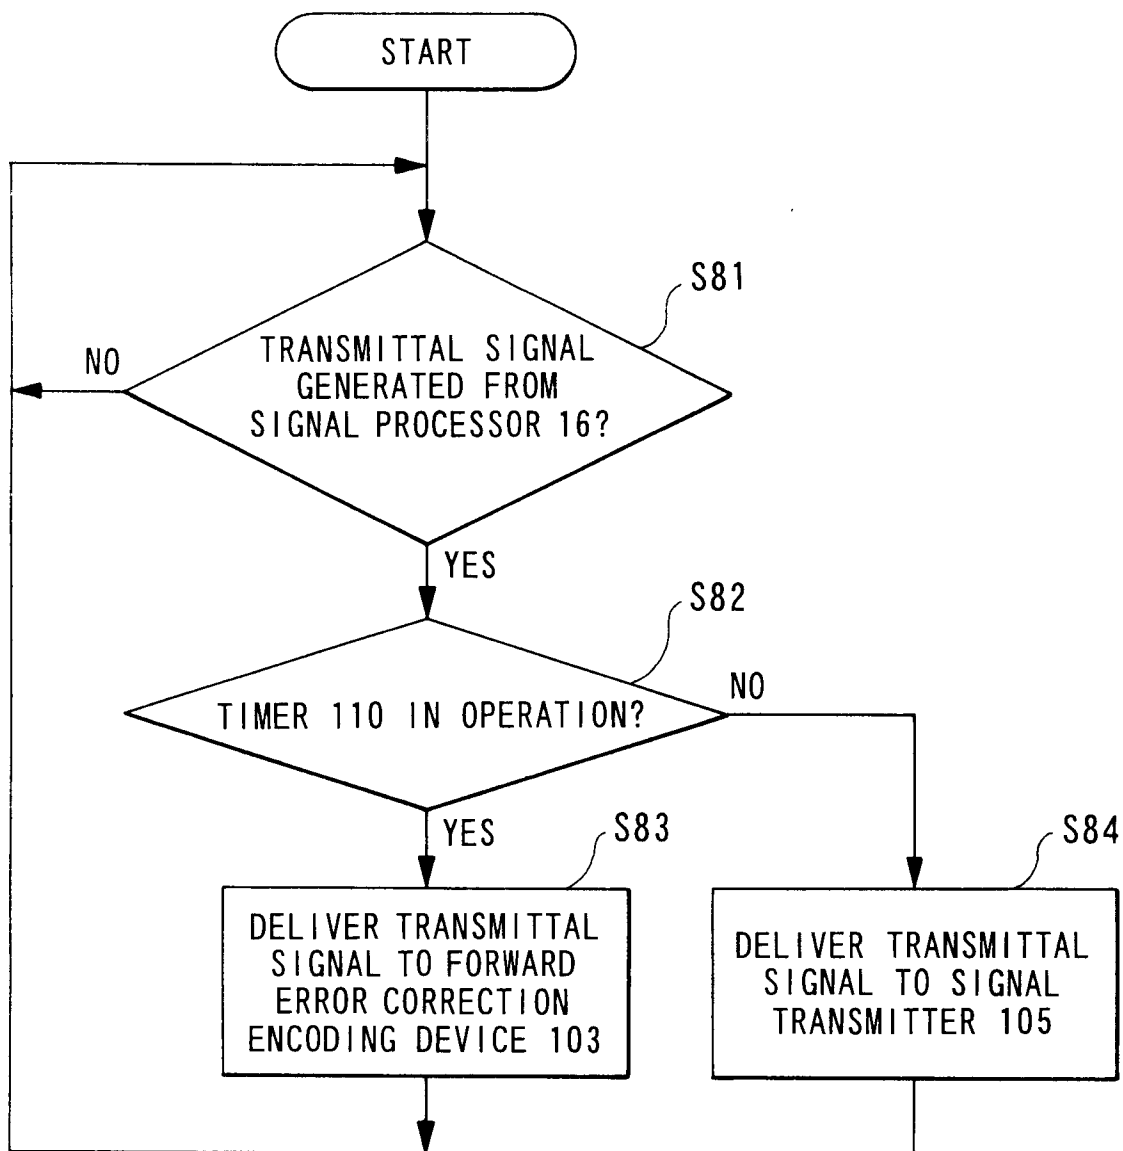 START
S81
TRANSMITTAL SIGNAL
GENERATED FROM
SIGNAL PROCESSOR 16?
NO
YES
S82
TIMER 110 IN OPERATION?
NO
YES
S83
DELIVER TRANSMITTAL
SIGNAL TO FORWARD
ERROR CORRECTION
ENCODING DEVICE 103
S84
DELIVER TRANSMITTAL
SIGNAL TO SIGNAL
TRANSMITTER 105